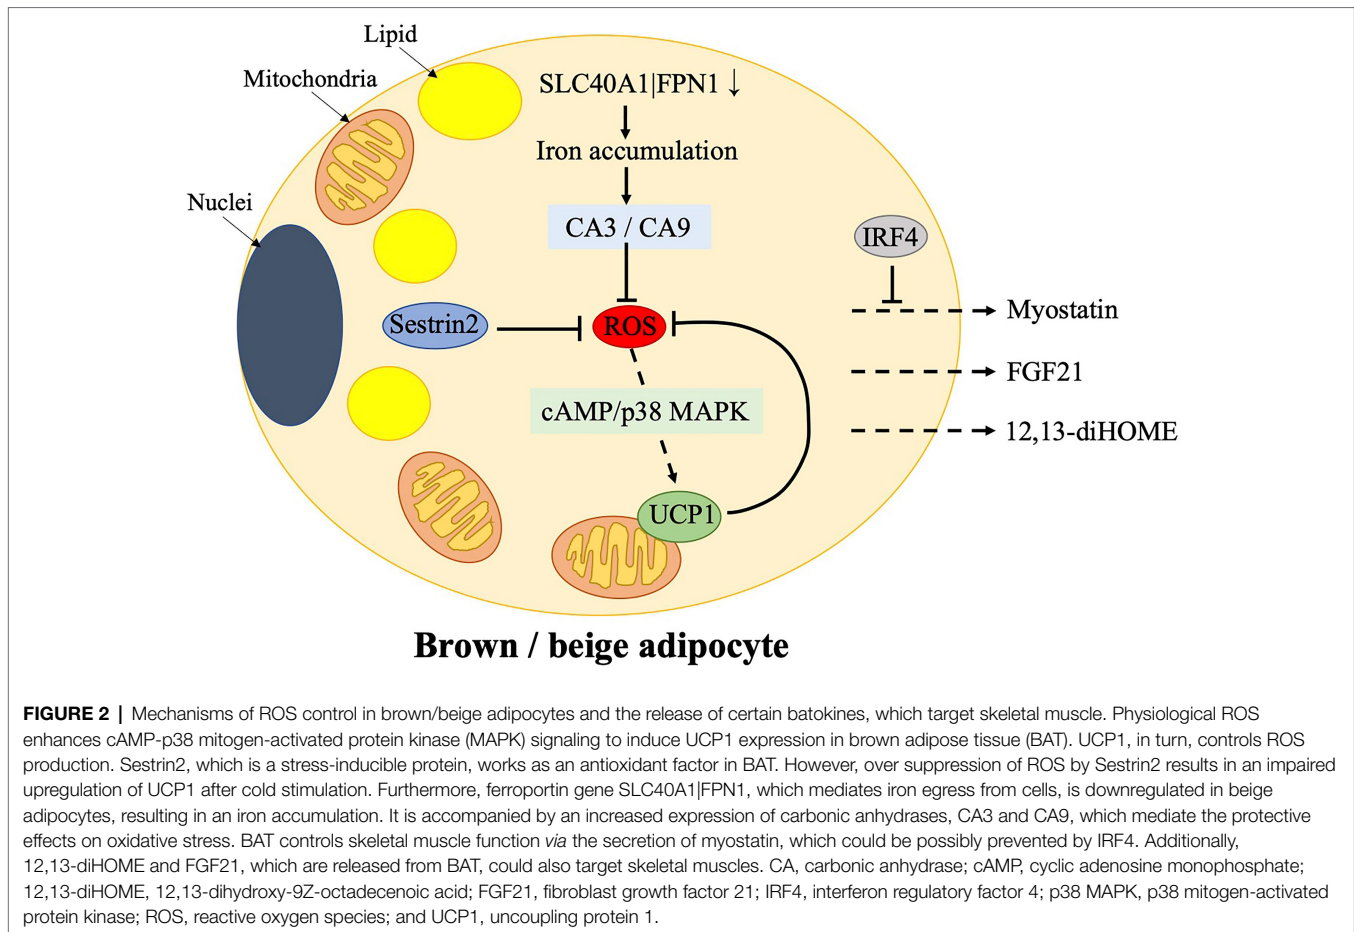 Lipid
Mitochondria
SLC40A1|FPN1 ↓
Iron accumulation
Nuclei
CA3 / CA9
IRF4
Sestrin2
ROS
Myostatin
FGF21
cAMP/p38 MAPK
12,13-diHOME
UCP1
Brown / beige adipocyte
FIGURE 2 | Mechanisms of ROS control in brown/beige adipocytes and the release of certain batokines, which target skeletal muscle. Physiological ROS
enhances cAMP-p38 mitogen-activated protein kinase (MAPK) signaling to induce UCP1 expression in brown adipose tissue (BAT). UCP1, in turn, controls ROS
production. Sestrin2, which is a stress-inducible protein, works as an antioxidant factor in BAT. However, over suppression of ROS by Sestrin2 results in an impaired
upregulation of UCP1 after cold stimulation. Furthermore, ferroportin gene SLC40A1|FPN1, which mediates iron egress from cells, is downregulated in beige
adipocytes, resulting in an iron accumulation. It is accompanied by an increased expression of carbonic anhydrases, CA3 and CA9, which mediate the protective
effects on oxidative stress. BAT controls skeletal muscle function via the secretion of myostatin, which could be possibly prevented by IRF4. Additionally,
12,13-diHOME and FGF21, which are released from BAT, could also target skeletal muscles. CA, carbonic anhydrase; cAMP, cyclic adenosine monophosphate;
12,13-diHOME, 12,13-dihydroxy-9Z-octadecenoic acid; FGF21, fibroblast growth factor 21; IRF4, interferon regulatory factor 4; p38 MAPK, p38 mitogen-activated
protein kinase; ROS, reactive oxygen species; and UCP1, uncoupling protein 1.